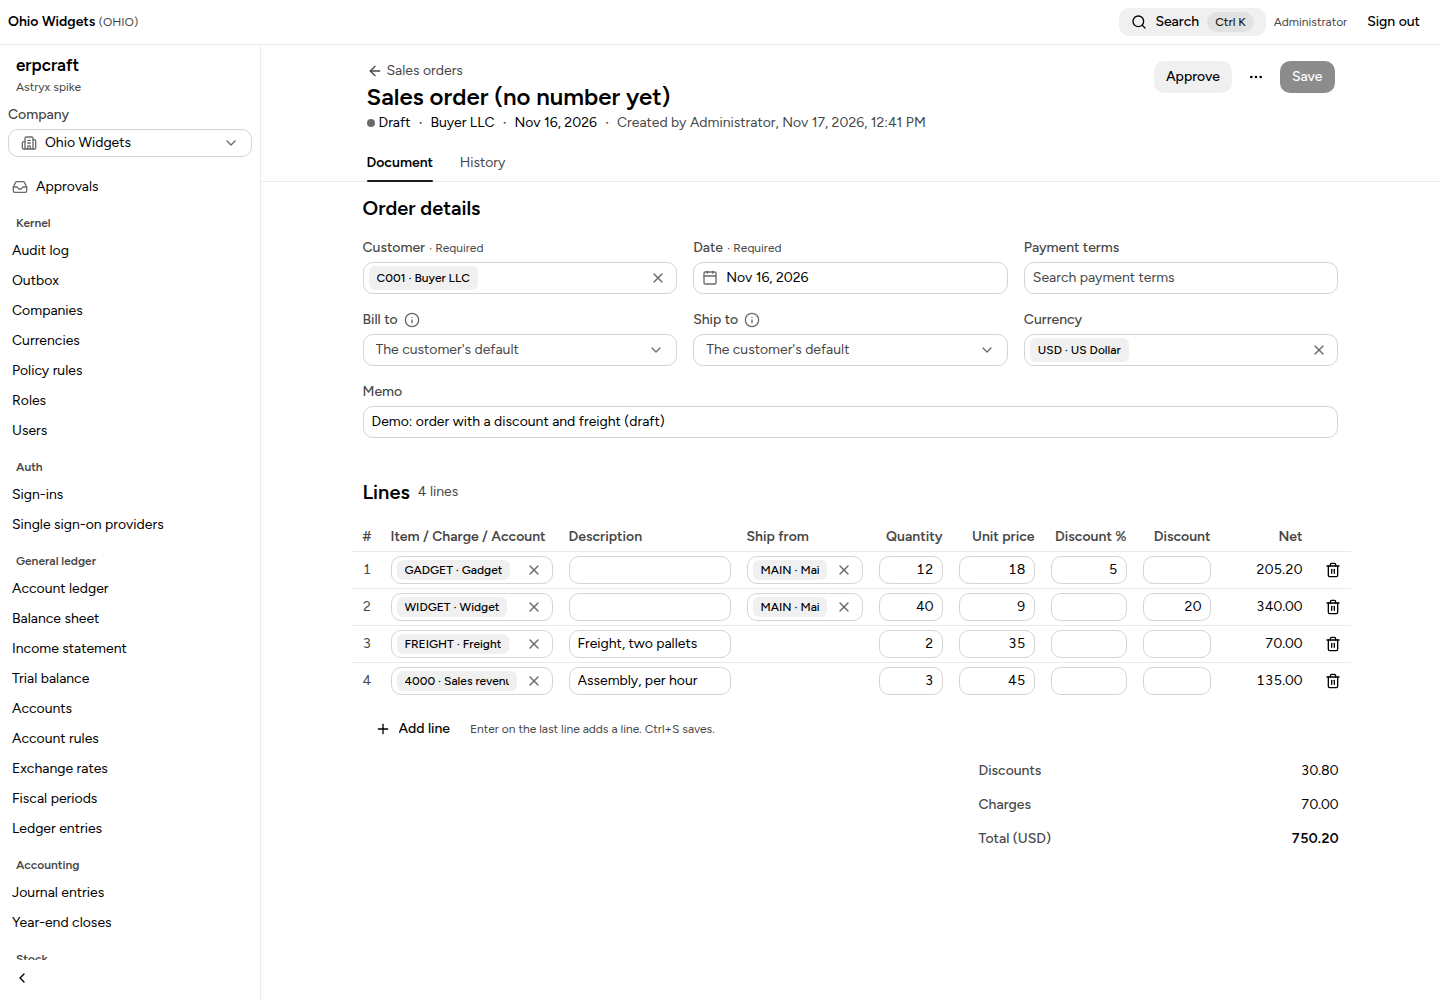 Ohio Widgets (OHIO)
Search Ctrl K Administrator Sign out
erpcraft
Astryx spike
Company
Ohio Widgets
Approvals
Kernel
Audit log
Outbox
Companies
Currencies
Policy rules
Roles
Users
Auth
Sign-ins
Single sign-on providers
General ledger
Account ledger
Balance sheet
Income statement
Trial balance
Accounts
Account rules
Exchange rates
Fiscal periods
Ledger entries
Accounting
Journal entries
Year-end closes
Stock
Sales orders
Sales order (no number yet)
Draft · Buyer LLC · Nov 16, 2026 · Created by Administrator, Nov 17, 2026, 12:41 PM
Approve ··· Save
Document History
Order details
Customer · Required Date · Required Payment terms
C001 · Buyer LLC Nov 16, 2026 Search payment terms
Bill to Ship to Currency
The customer's default The customer's default USD · US Dollar
Memo
Demo: order with a discount and freight (draft)
Lines 4 lines
# Item / Charge / Account Description Ship from Quantity Unit price Discount % Discount Net
1 GADGET · Gadget MAIN · Mai 12 18 5 205.20
2 WIDGET · Widget MAIN · Mai 40 9 20 340.00
3 FREIGHT · Freight Freight, two pallets 2 35 70.00
4 4000 · Sales revenu Assembly, per hour 3 45 135.00
Add line Enter on the last line adds a line. Ctrl+S saves.
Discounts 30.80
Charges 70.00
Total (USD) 750.20